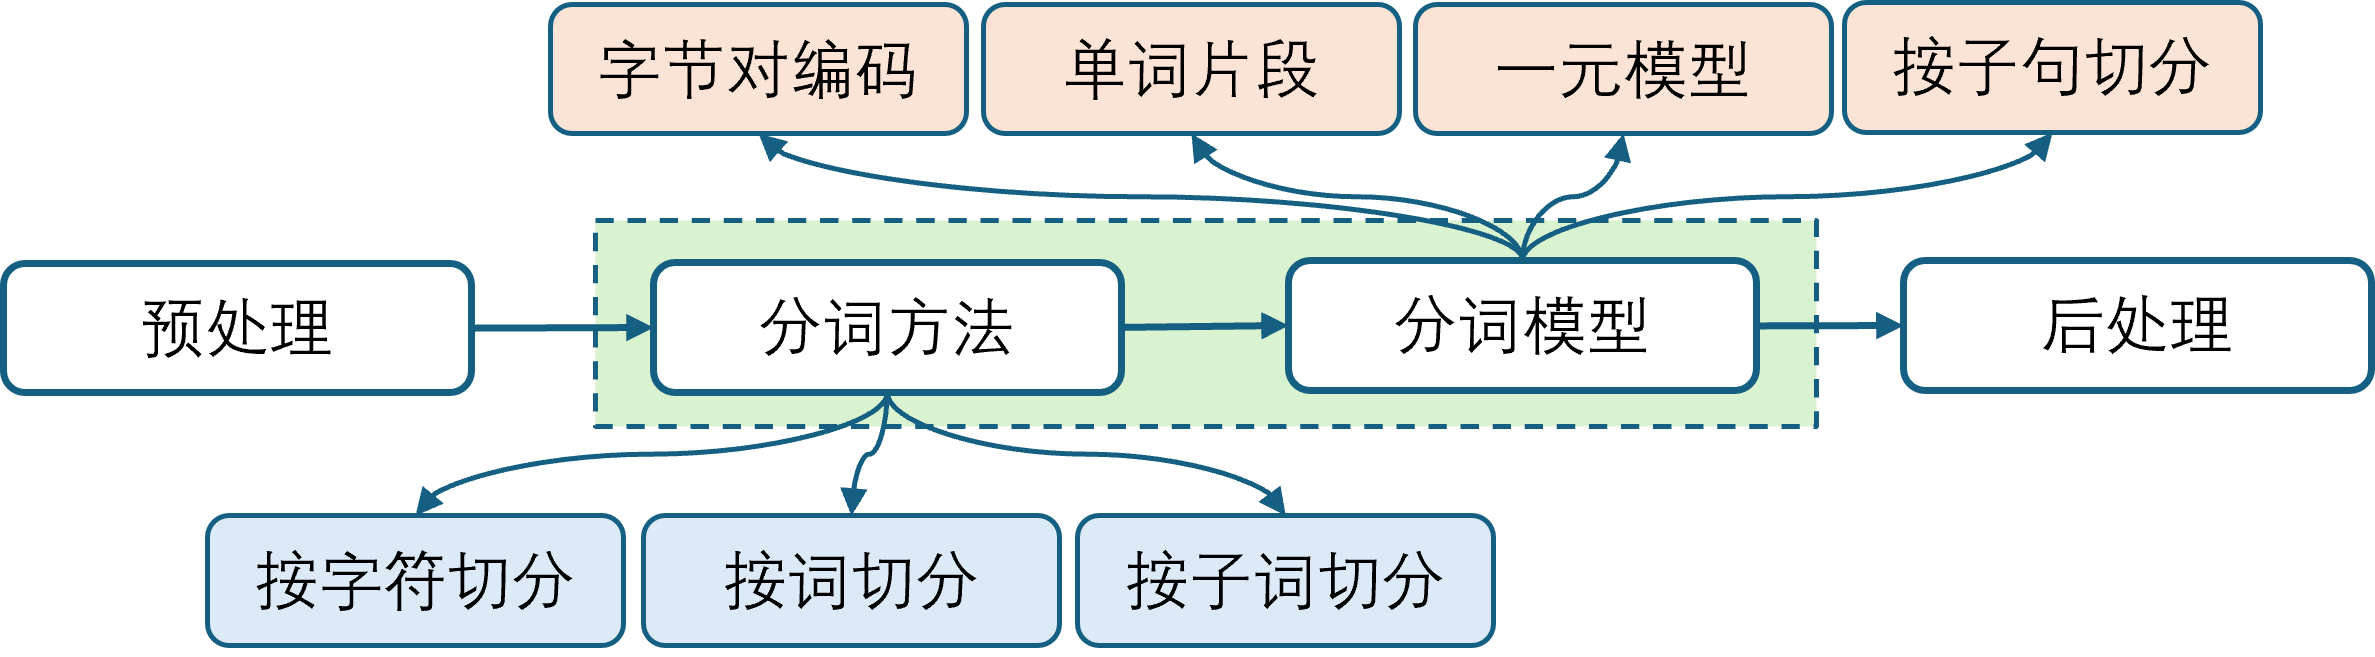 字节对编码
单词片段
一元模型
按子句切分
预处理
分词方法
分词模型
后处理
按字符切分
按词切分
按子词切分